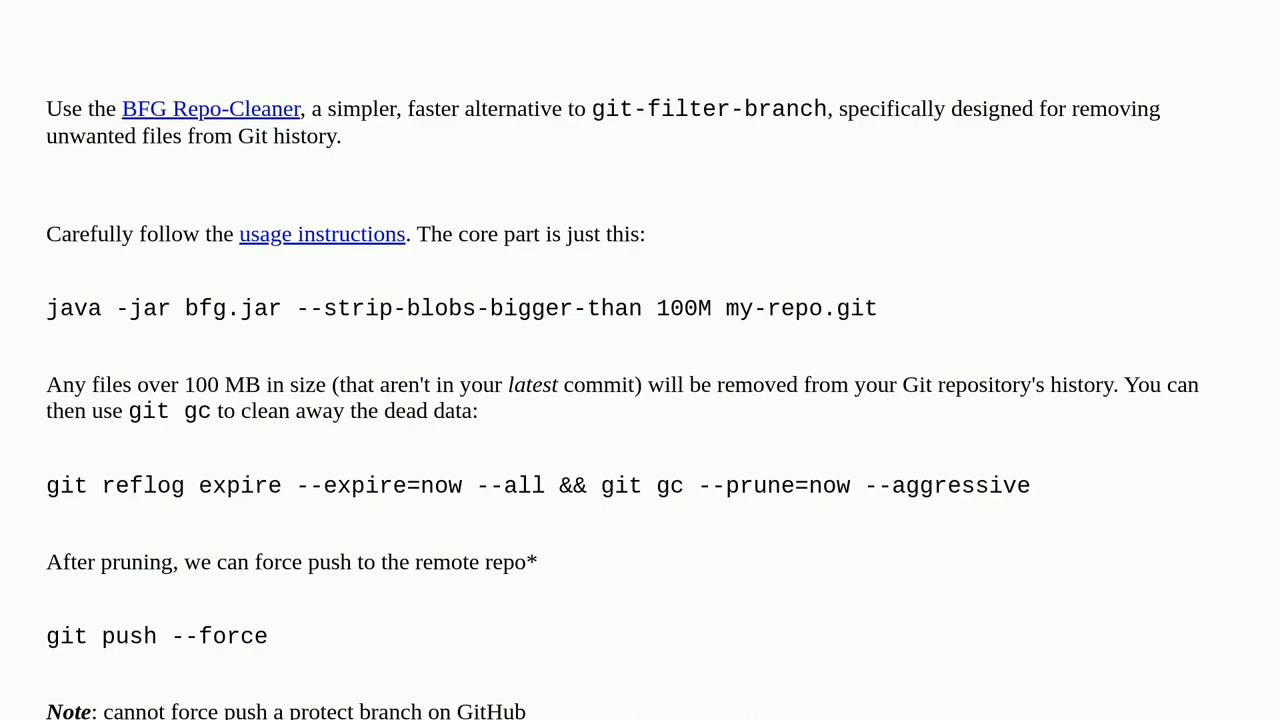 Use the BFG Repo-Cleaner, a simpler, faster alternative to git-filter-branch, specifically designed for removing
unwanted files from Git history.
Carefully follow the usage instructions. The core part is just this:
java -jar bfg.jar --strip-blobs-bigger-than 100M my-repo.git
Any files over 100 MB in size (that aren't in your latest commit) will be removed from your Git repository's history. You can
then use git gc to clean away the dead data:
git reflog expire --expire=now --all && git gc --prune=now --aggressive
After pruning, we can force push to the remote repo*
git push --force
Note: cannot force push a protect branch on GitHub